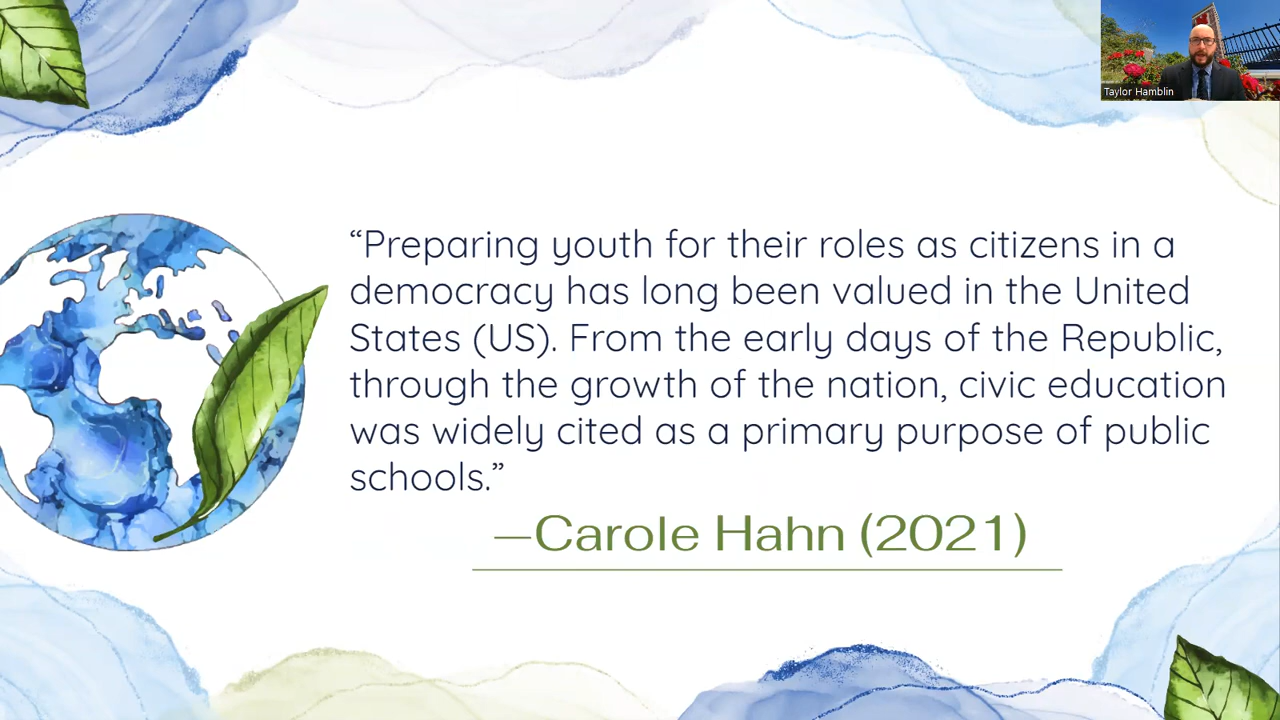 Taylor Hamblin
“Preparing youth for their roles as citizens in a
democracy has long been valued in the United
States (US). From the early days of the Republic,
through the growth of the nation, civic education
was widely cited as a primary purpose of public
schools.”
—Carole Hahn (2021)